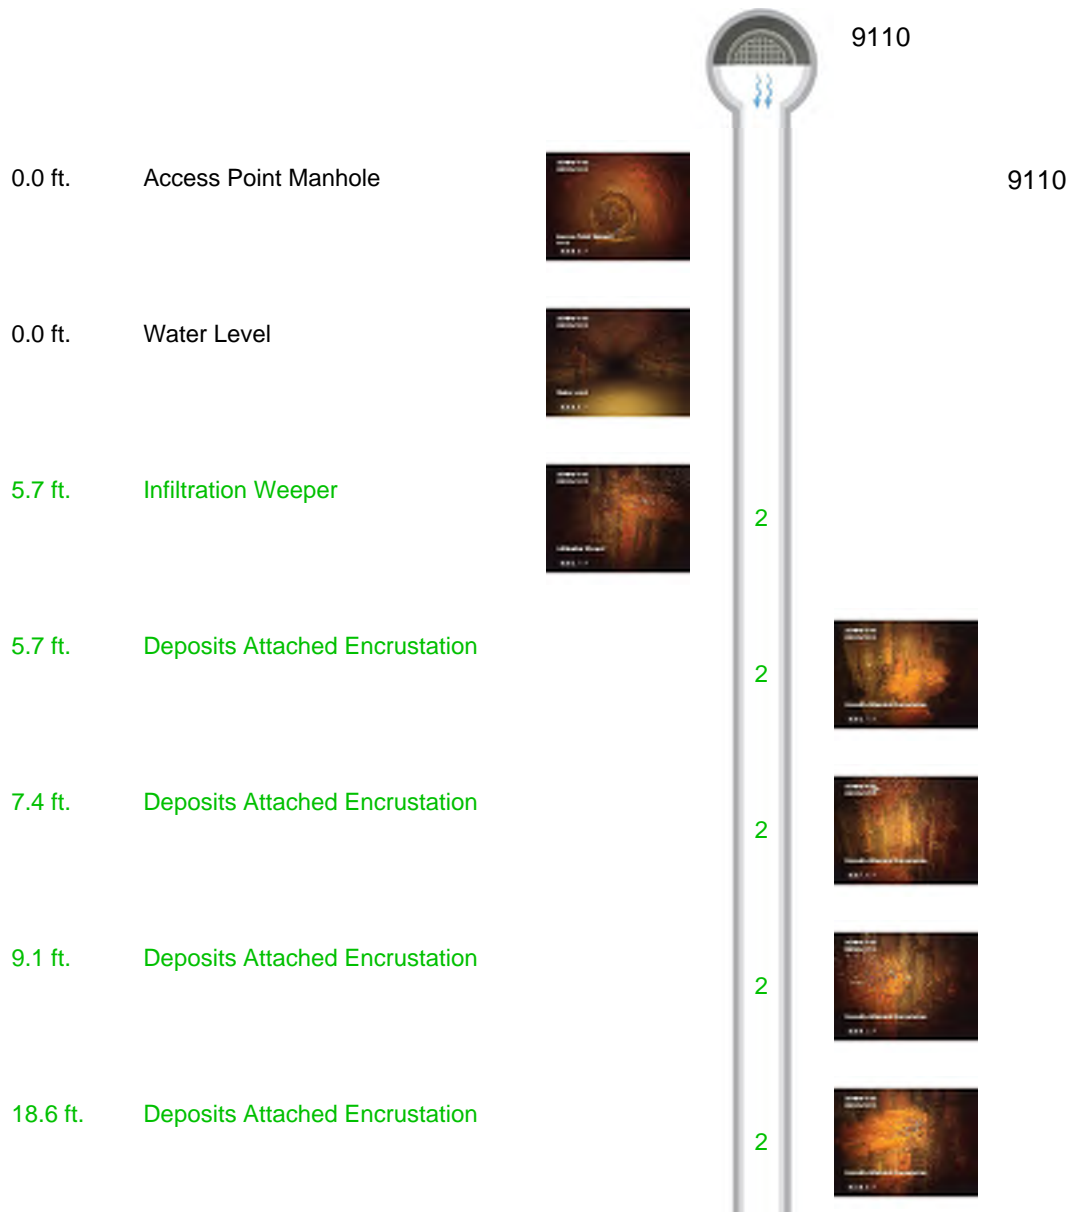 9110
0.0 ft. Access Point Manhole 9110
0.0 ft. Water Level
5.7 ft. Infiltration Weeper
2
5.7 ft. Deposits Attached Encrustation
2
7.4 ft. Deposits Attached Encrustation
2
9.1 ft. Deposits Attached Encrustation
2
18.6 ft. Deposits Attached Encrustation
2